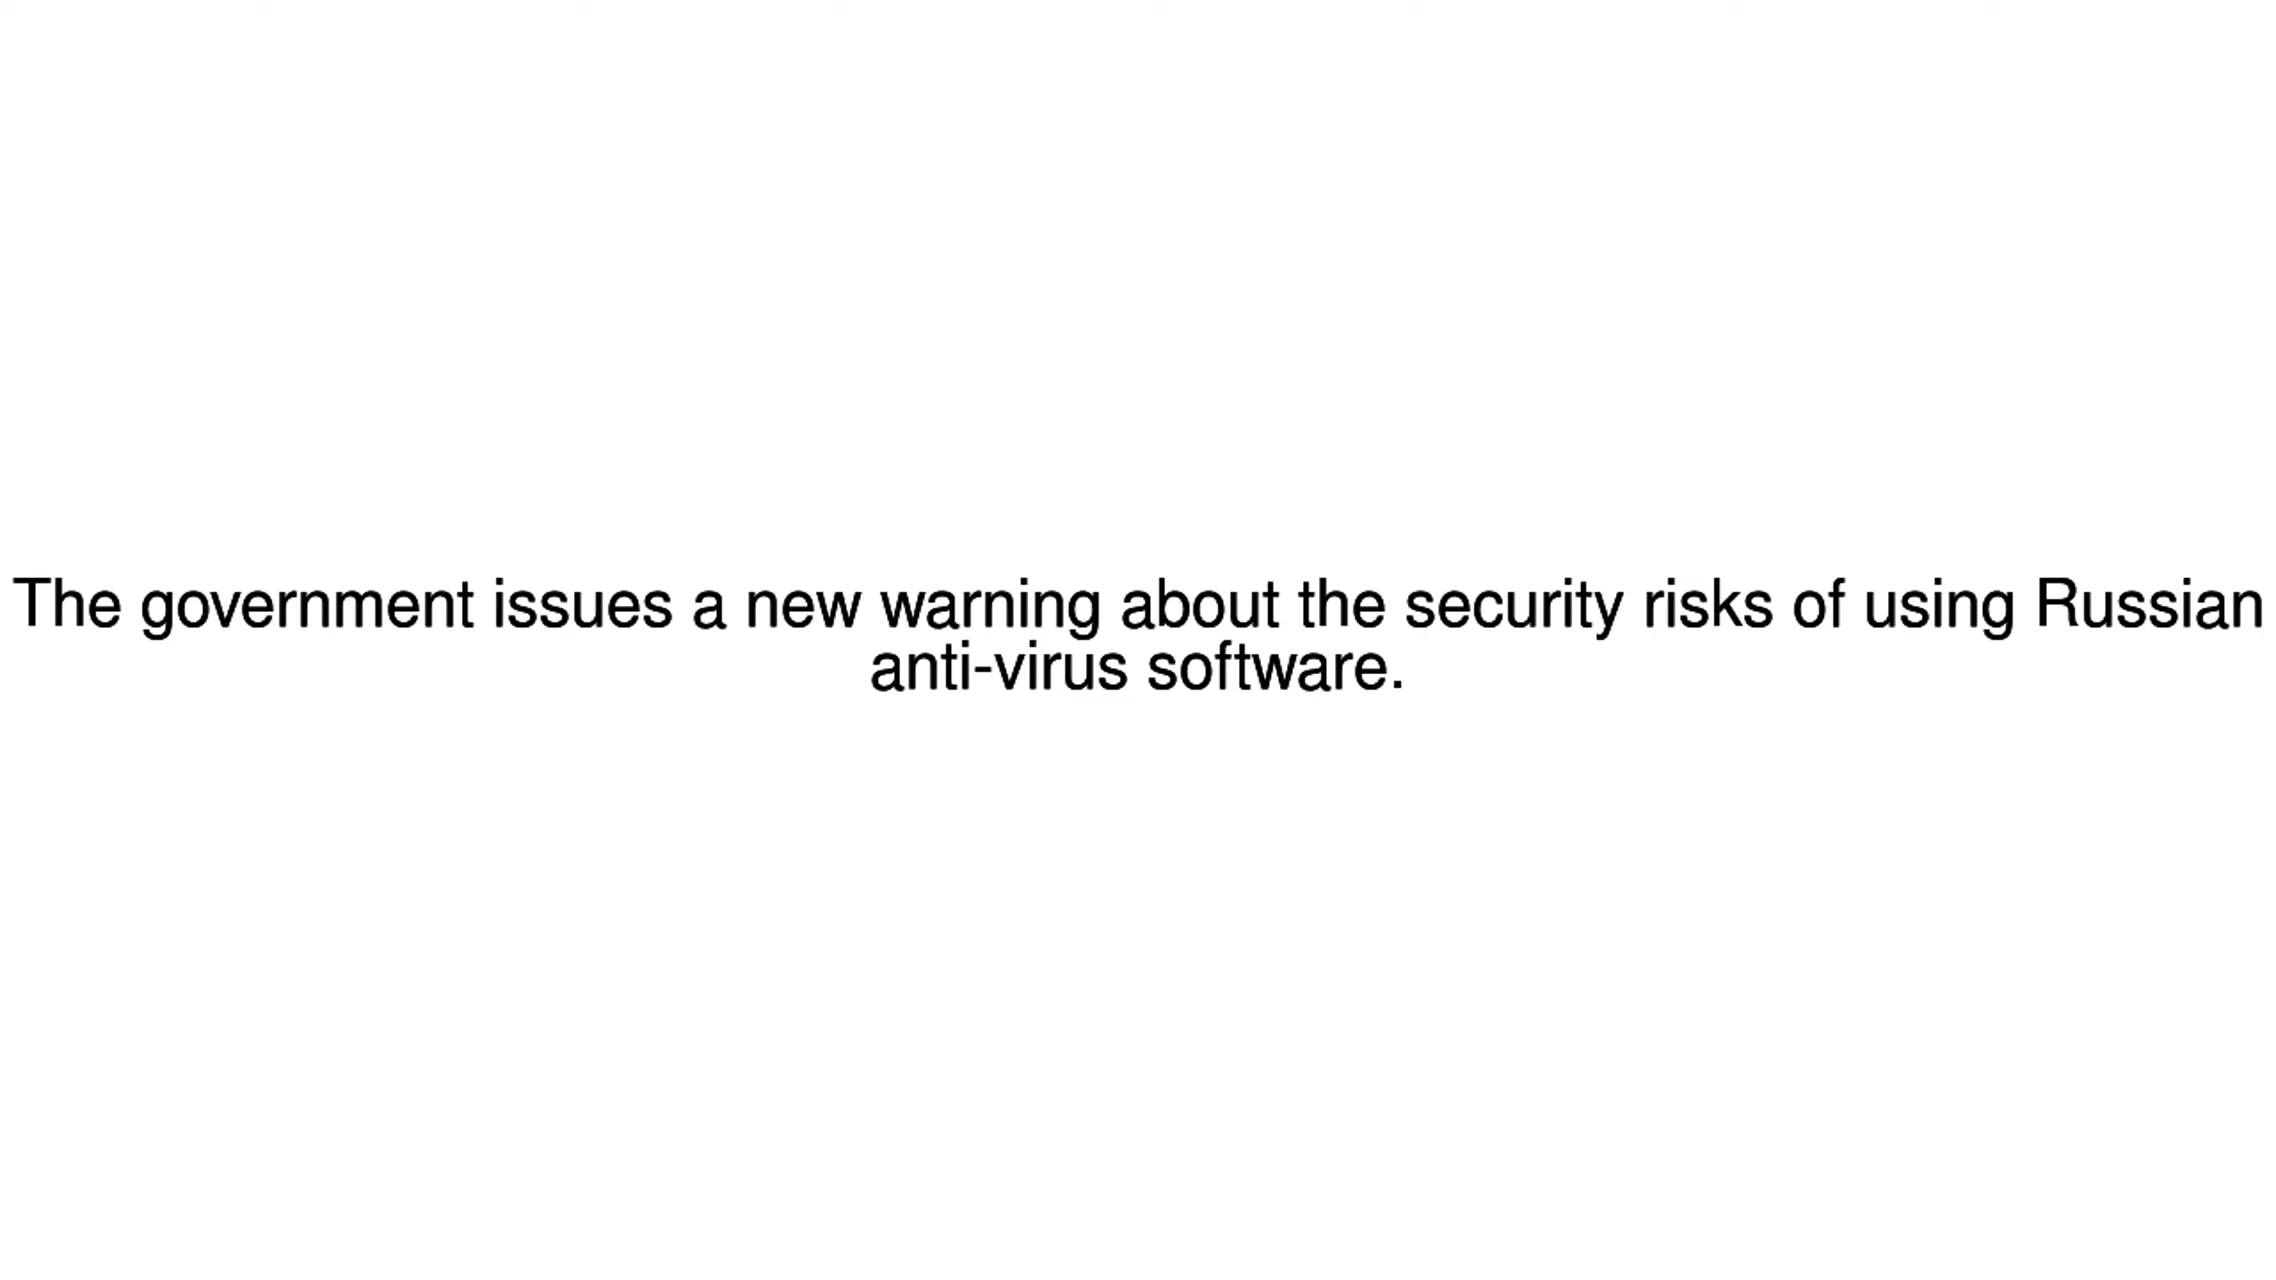 The government issues a new warning about the security risks of using Russian
anti-virus software.